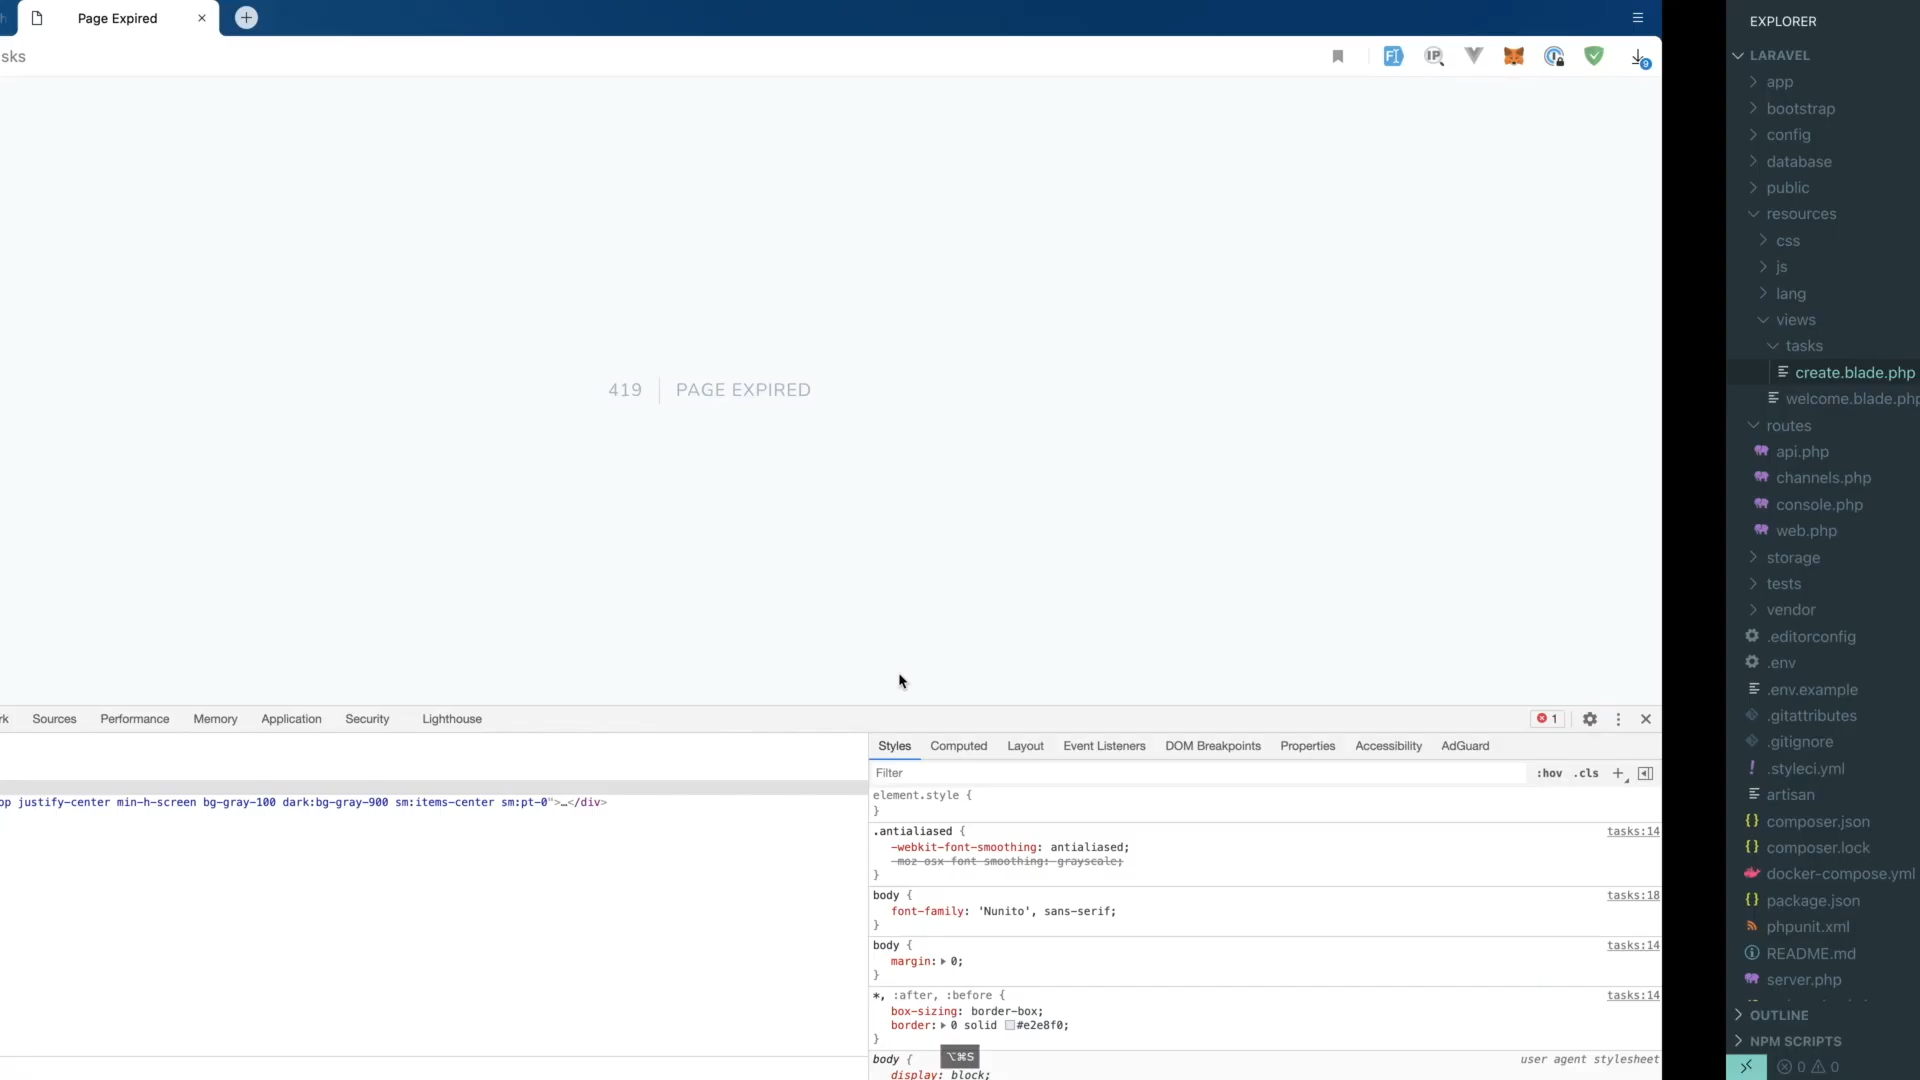 Page Expired
sks
9
419
PAGE EXPIRED
rk Sources Performance Memory Application Security Lighthouse
1
op justify-center min-h-screen bg-gray-100 dark:bg-gray-900 sm:items-center sm:pt-0">…</div>
Styles Computed Layout Event Listeners DOM Breakpoints Properties Accessibility AdGuard
Filter
:hov .cls +
element.style {
}
.antialiased {
tasks:14
-webkit-font-smoothing: antialiased;
-moz-osx-font-smoothing: grayscale;
}
body {
tasks:18
font-family: 'Nunito', sans-serif;
}
body {
tasks:14
margin: 0;
}
*, :after, :before {
tasks:14
box-sizing: border-box;
border: 0 solid #e2e8f0;
}
body {
user agent stylesheet
display: block;
⌥⌘S
EXPLORER
LARAVEL
app
bootstrap
config
database
public
resources
css
js
lang
views
tasks
create.blade.php
welcome.blade.php
routes
api.php
channels.php
console.php
web.php
storage
tests
vendor
.editorconfig
.env
.env.example
.gitattributes
.gitignore
.styleci.yml
artisan
composer.json
composer.lock
docker-compose.yml
package.json
phpunit.xml
README.md
server.php
OUTLINE
NPM SCRIPTS
0 0